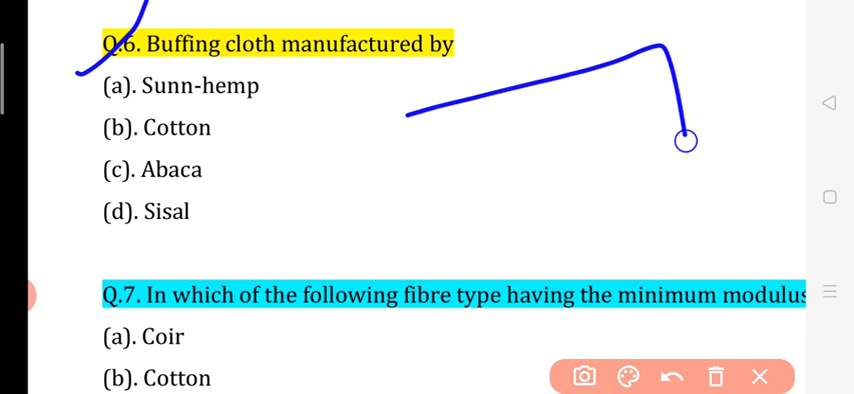 Q.6. Buffing cloth manufactured by
(a). Sunn-hemp
(b). Cotton
(c). Abaca
(d). Sisal
Q.7. In which of the following fibre type having the minimum modulus
(a). Coir
(b). Cotton